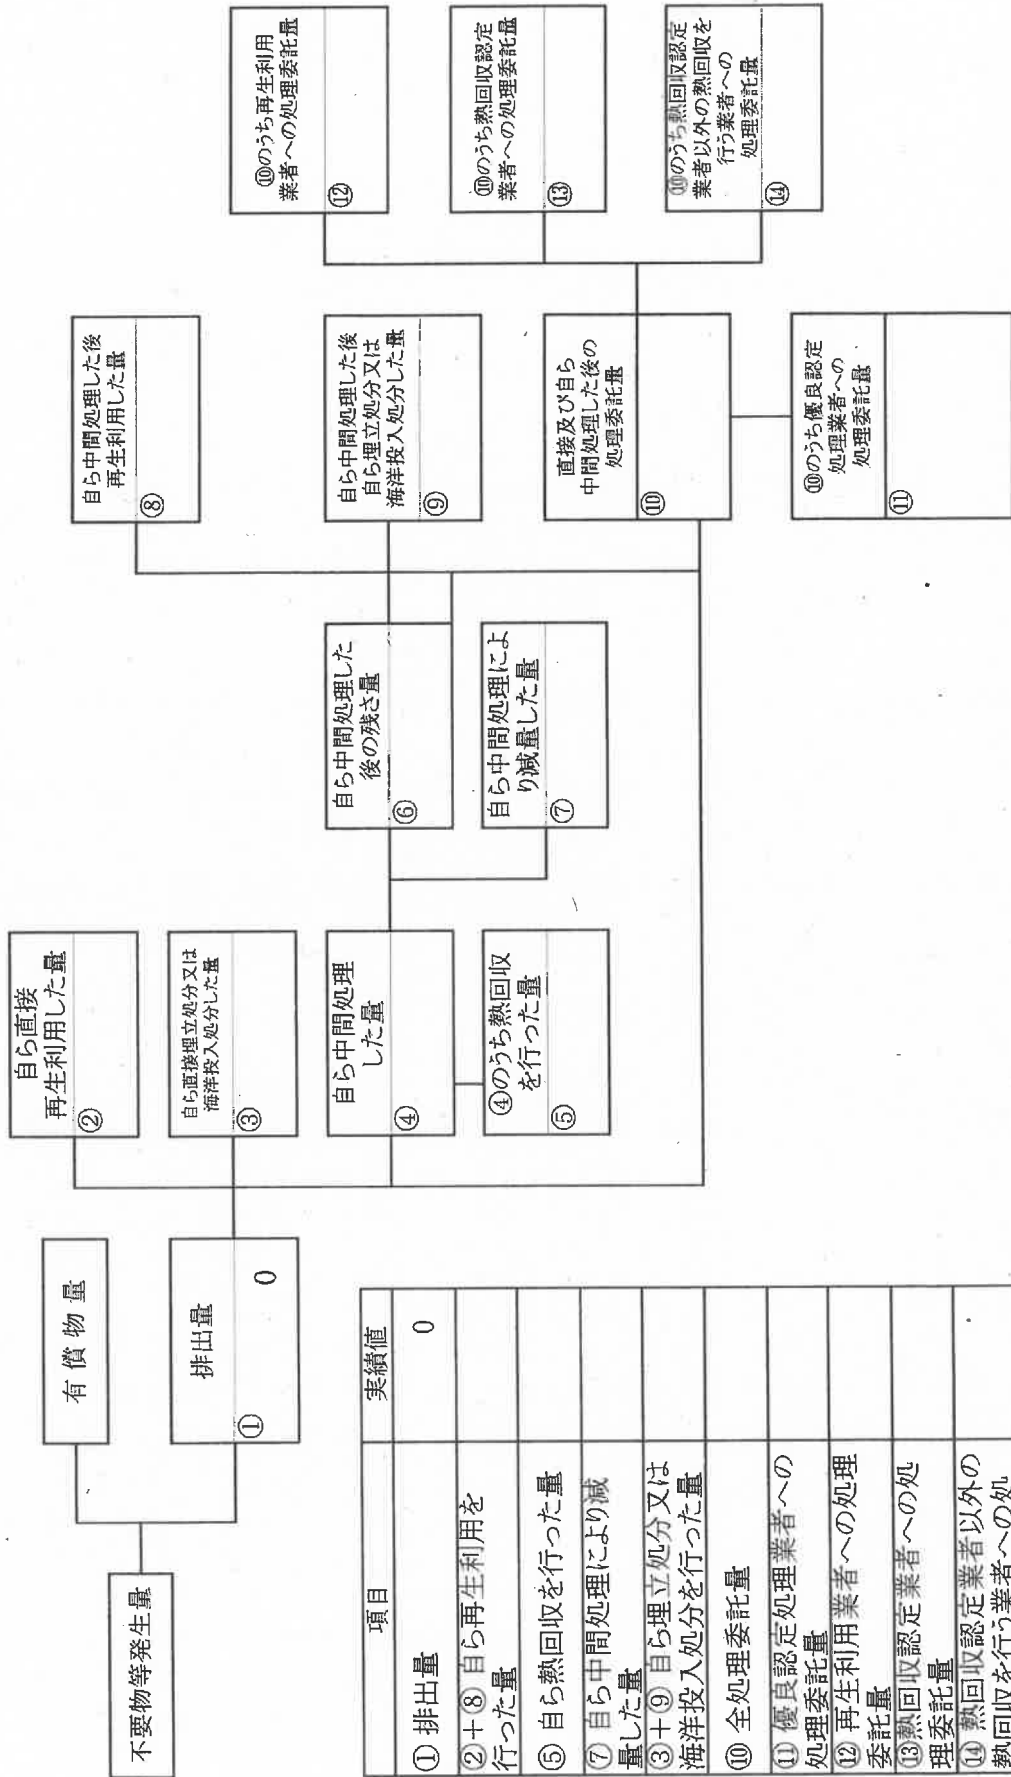 不要物等発生量
有償物量
排出量
①
0
自ら直接
再生利用した量
②
自ら直接埋立処分又は
海洋投入処分した量
③
自ら中間処理
した量
④
④のうち熱回収
を行った量
⑤
自ら中間処理した
後の残さ量
⑥
自ら中間処理によ
り減量した量
⑦
自ら中間処理した後
再生利用した量
⑧
自ら中間処理した後
自ら埋立処分又は
海洋投入処分した量
⑨
直接及び自ら
中間処理した後の
処理委託量
⑩
⑩のうち優良認定
処理業者への
処理委託量
⑪
⑩のうち再生利用
業者への処理委託量
⑫
⑩のうち熱回収認定
業者への処理委託量
⑬
⑩のうち熱回収認定
業者以外の熱回収を
行う業者への
処理委託量
⑭
項目
実績値
① 排出量
0
②+⑧ 自ら再生利用を
行った量
⑤ 自ら熱回収を行った量
⑦ 自ら中間処理により減
量した量
③+⑨ 自ら埋立処分又は
海洋投入処分を行った量
⑩ 全処理委託量
⑪ 優良認定処理業者への
処理委託量
⑫ 再生利用業者への処理
委託量
⑬ 熱回収認定業者への処
理委託量
⑭ 熱回収認定業者以外の
熱回収を行う業者への処